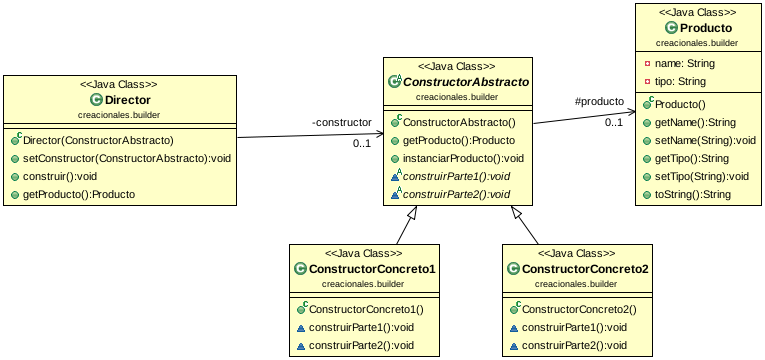 <<Java Class>>
Director
creacionales.builder
Director(ConstructorAbstracto)
setConstructor(ConstructorAbstracto):void
construir():void
getProducto():Producto
-constructor
0..1
<<Java Class>>
ConstructorAbstracto
creacionales.builder
ConstructorAbstracto()
getProducto():Producto
instanciarProducto():void
construirParte1():void
construirParte2():void
#producto
0..1
<<Java Class>>
Producto
creacionales.builder
name: String
tipo: String
Producto()
getName():String
setName(String):void
getTipo():String
setTipo(String):void
toString():String
<<Java Class>>
ConstructorConcreto1
creacionales.builder
ConstructorConcreto1()
construirParte1():void
construirParte2():void
<<Java Class>>
ConstructorConcreto2
creacionales.builder
ConstructorConcreto2()
construirParte1():void
construirParte2():void